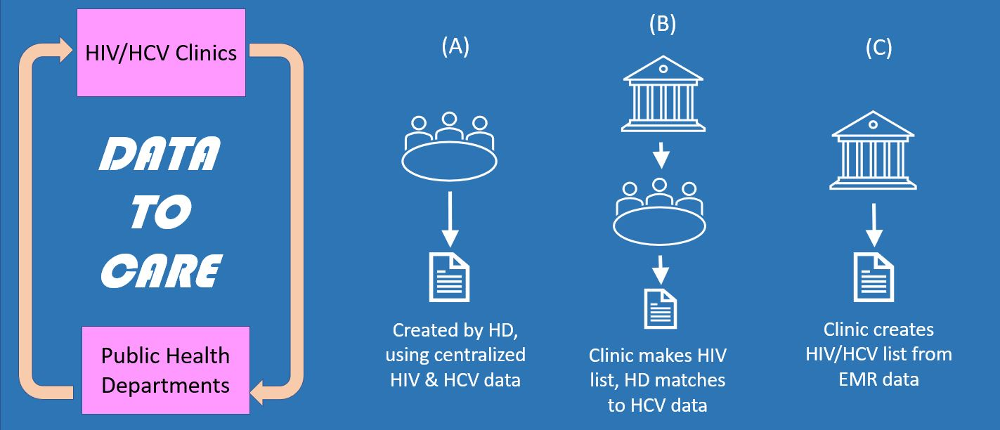 HIV/HCV Clinics
DATA
TO
CARE
Public Health
Departments
(A)
Created by HD,
using centralized
HIV & HCV data
(B)
Clinic makes HIV
list, HD matches
to HCV data
(C)
Clinic creates
HIV/HCV list from
EMR data